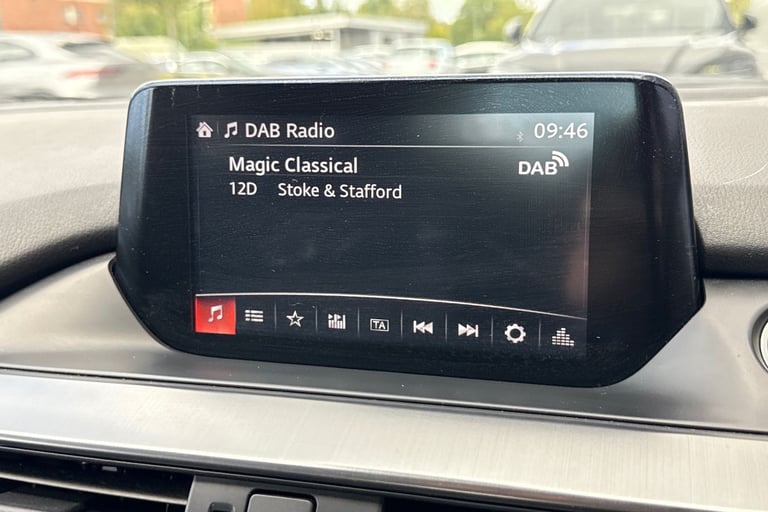 DAB Radio 09:46
Magic Classical DAB
12D Stoke & Stafford
TA